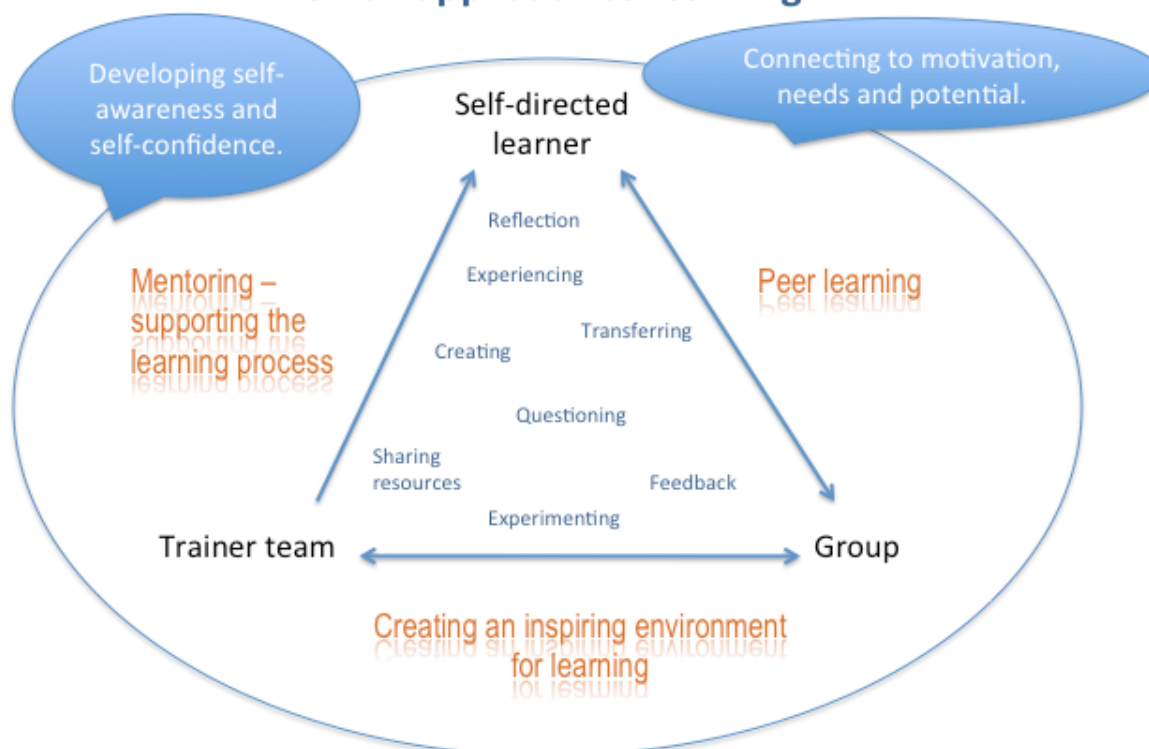 Developing self-
awareness and
self-confidence.
Connecting to motivation,
needs and potential.
Self-directed
learner
Reflection
Experiencing
Transferring
Creating
Questioning
Sharing
resources
Feedback
Experimenting
Mentoring –
supporting the
learning process
Peer learning
Trainer team
Group
Creating an inspiring environment
for learning